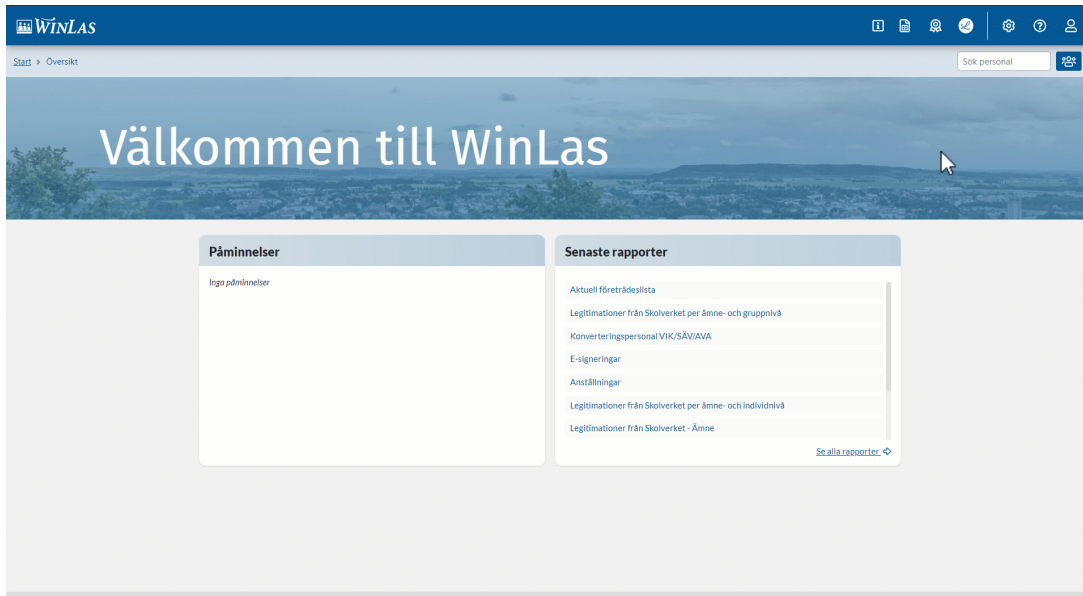 WINLAS
Start > Översikt
Sök personal
Välkommen till WinLas
Påminnelser
Inga påminnelser
Senaste rapporter
Aktuell företrädeslista
Legitimationer från Skolverket per ämne- och gruppnivå
Konverteringspersonal VIK/SÄV/AVA
E-signeringar
Anställningar
Legitimationer från Skolverket per ämne- och individnivå
Legitimationer från Skolverket - Ämne
Se alla rapporter